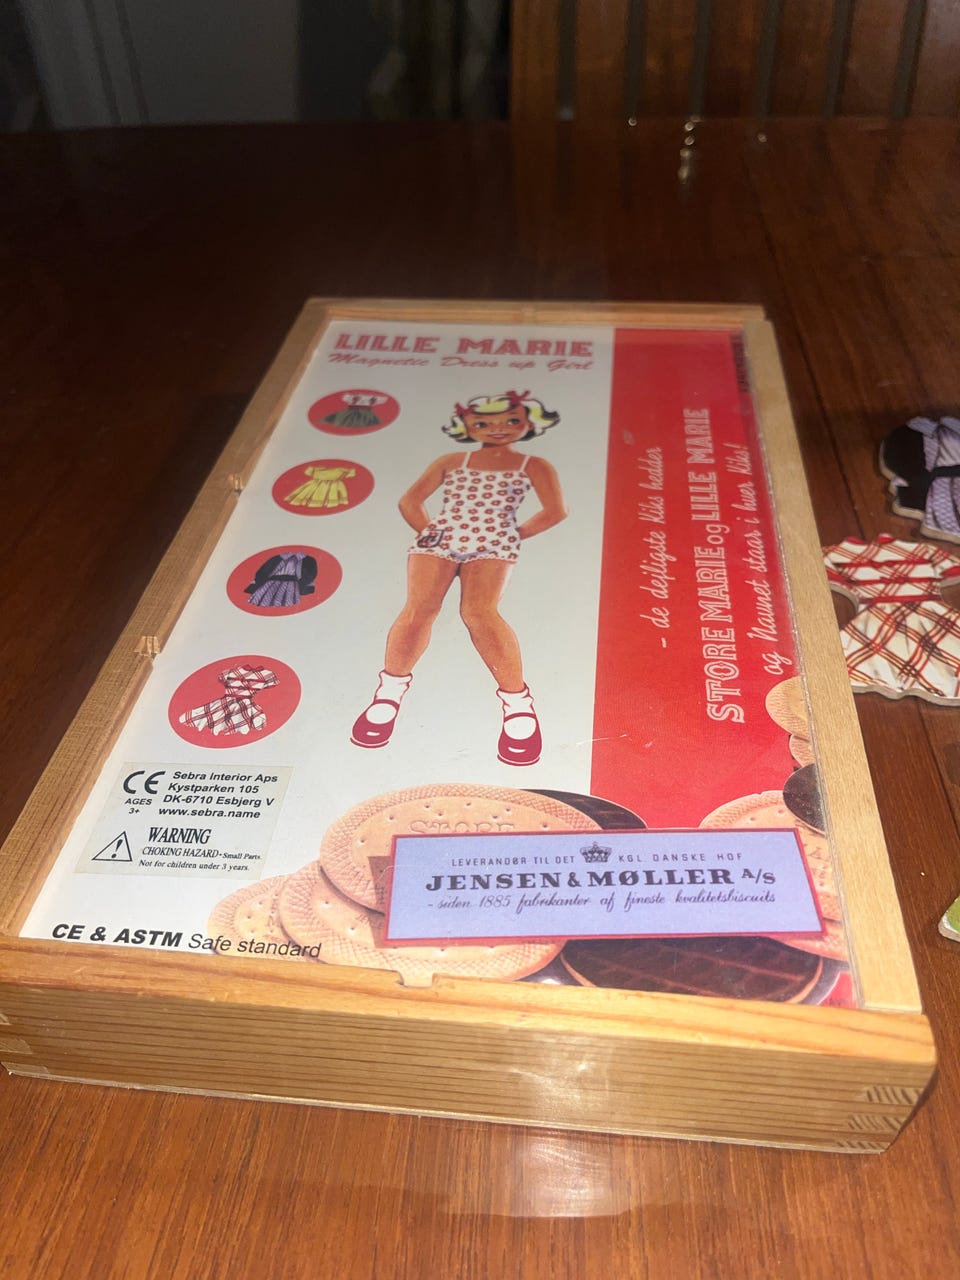 LILLE MARIE
Magnetic Dress up Girl
- de dejligste Kiks hedder
STORE MARIE og LILLE MARIE
og Navnet staar i hver Kiks!
CE
AGES
3+
Sebra Interior Aps
Kystparken 105
DK-6710 Esbjerg V
www.sebra.name
WARNING
CHOKING HAZARD - Small Parts.
Not for children under 3 years.
STORE
LEVERANDØR TIL DET KGL. DANSKE HOF
JENSEN & MØLLER A/S
- siden 1885 fabrikanter af fineste kvalitetsbiscuits
CE & ASTM Safe standard